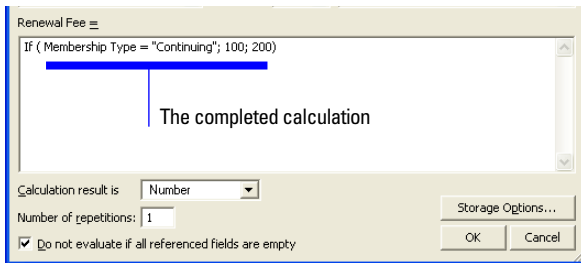 Renewal Fee =
If ( Membership Type = "Continuing"; 100; 200)
The completed calculation
Calculation result is Number
Number of repetitions: 1
Storage Options...
Do not evaluate if all referenced fields are empty
OK Cancel